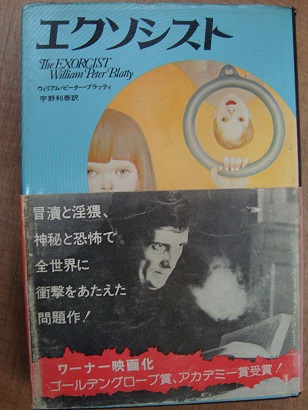 エクソシスト
The EXORCIST
William Peter Blatty
ウィリアム・ピーター・ブラッティ
宇野利泰訳
冒瀆と淫猥、
神秘と恐怖で
全世界に
衝撃をあたえた
問題作！
ワーナー映画化
ゴールデングローブ賞、アカデミー賞受賞！